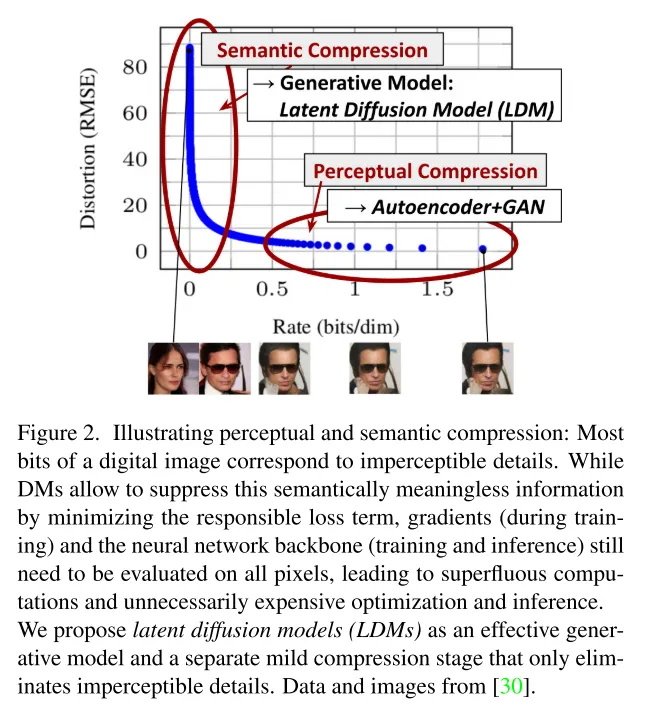 Semantic Compression
→ Generative Model:
Latent Diffusion Model (LDM)
Perceptual Compression
→ Autoencoder+GAN
Distortion (RMSE)
80
60
40
20
0
0
0.5
1
1.5
Rate (bits/dim)
Figure 2. Illustrating perceptual and semantic compression: Most
bits of a digital image correspond to imperceptible details. While
DMs allow to suppress this semantically meaningless information
by minimizing the responsible loss term, gradients (during train-
ing) and the neural network backbone (training and inference) still
need to be evaluated on all pixels, leading to superfluous compu-
tations and unnecessarily expensive optimization and inference.
We propose latent diffusion models (LDMs) as an effective gener-
ative model and a separate mild compression stage that only elim-
inates imperceptible details. Data and images from [30].